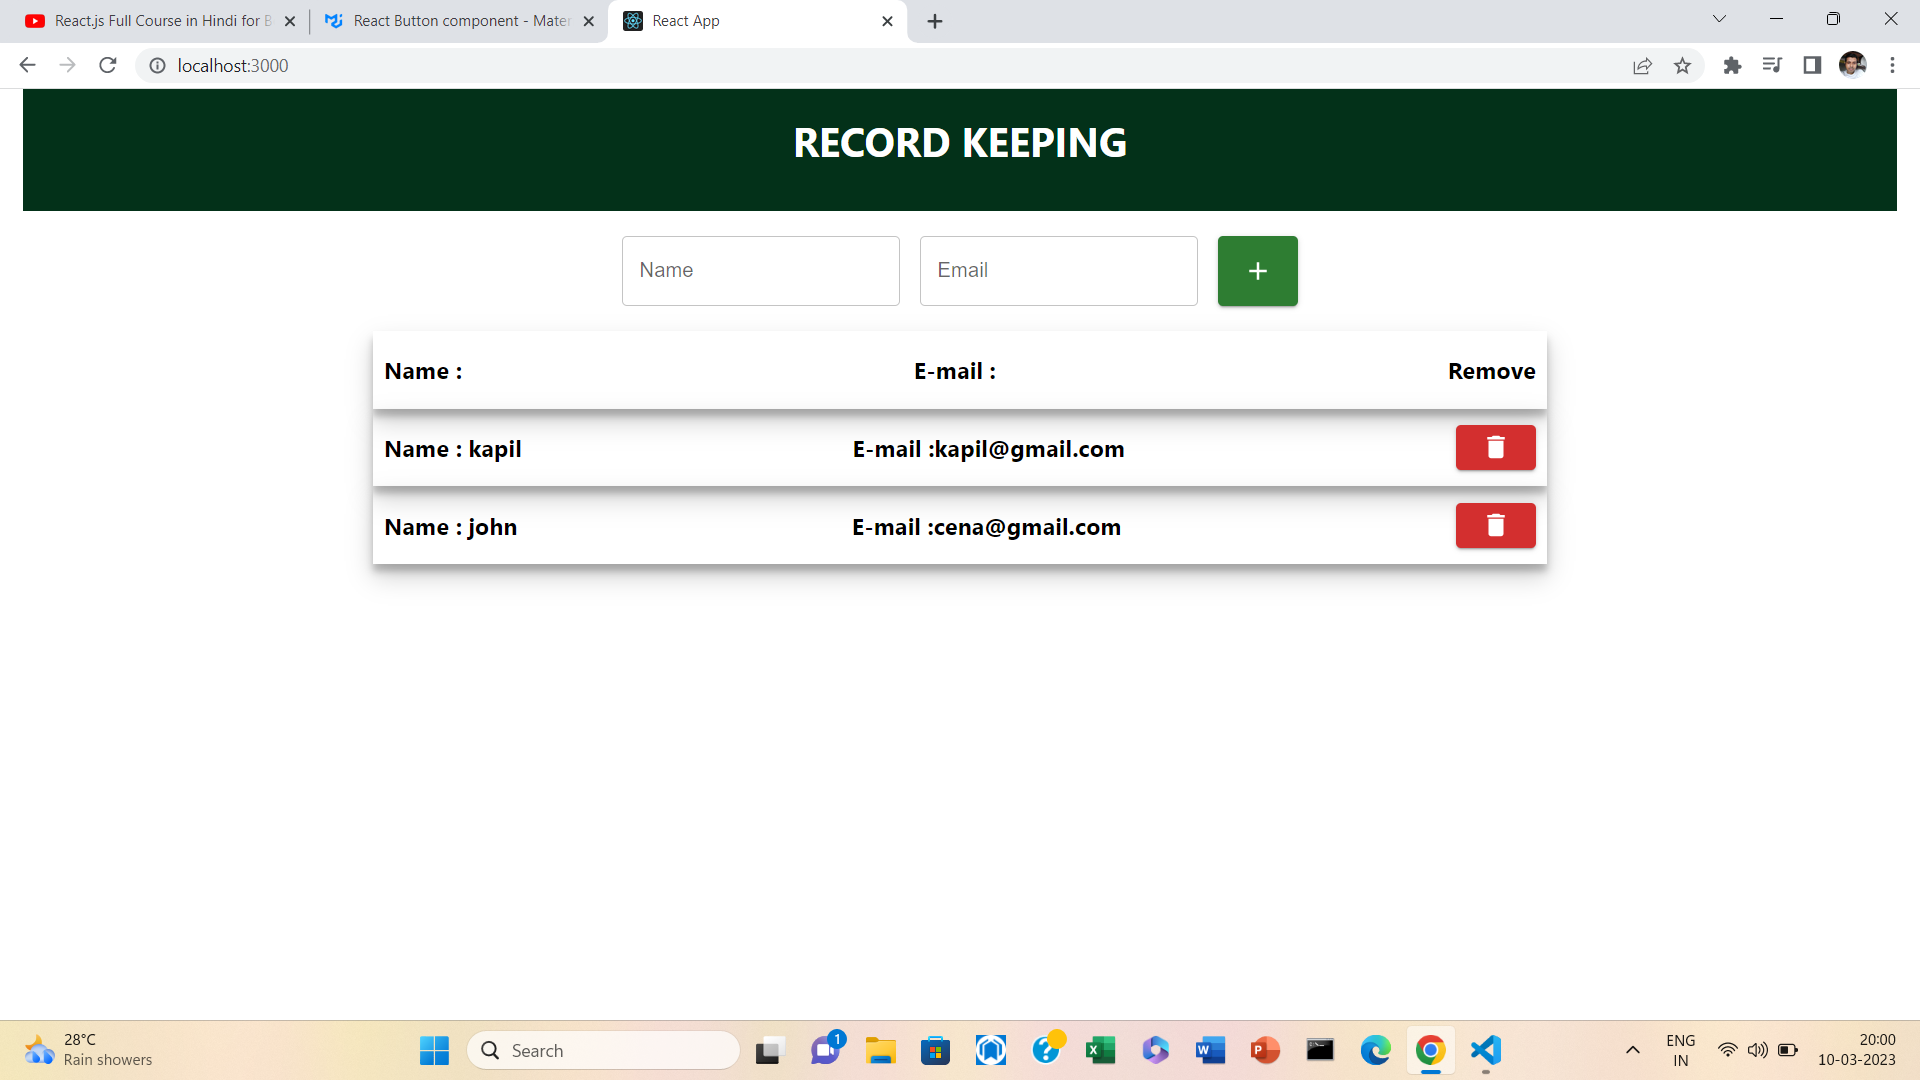 React.js Full Course in Hindi for B
React Button component - Mater
React App
localhost:3000
RECORD KEEPING
Name
Email
+
Name :
E-mail :
Remove
Name : kapil
E-mail :kapil@gmail.com
Name : john
E-mail :cena@gmail.com
28°C
Rain showers
Search
1
ENG
IN
20:00
10-03-2023